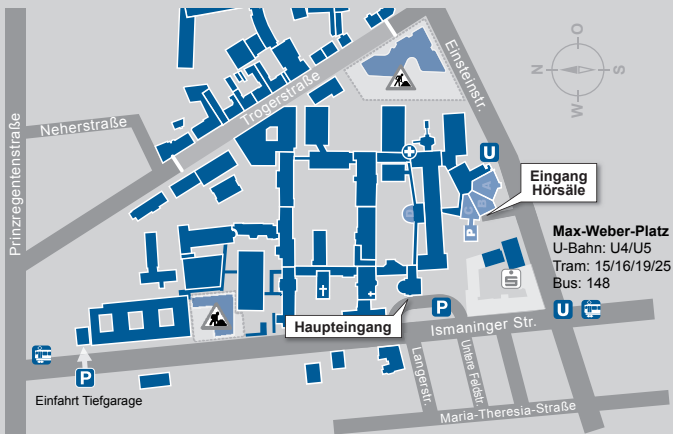 Einsteinstr.
O
N
S
W
Trogerstraße
Neherstraße
Prinzregentenstraße
U
Eingang
Hörsäle
A
B
C
D
P
Max-Weber-Platz
U-Bahn: U4/U5
Tram: 15/16/19/25
Bus: 148
S
P
U
Haupteingang
Ismaninger Str.
Langerstr.
Untere Feldstr.
P
Einfahrt Tiefgarage
Maria-Theresia-Straße